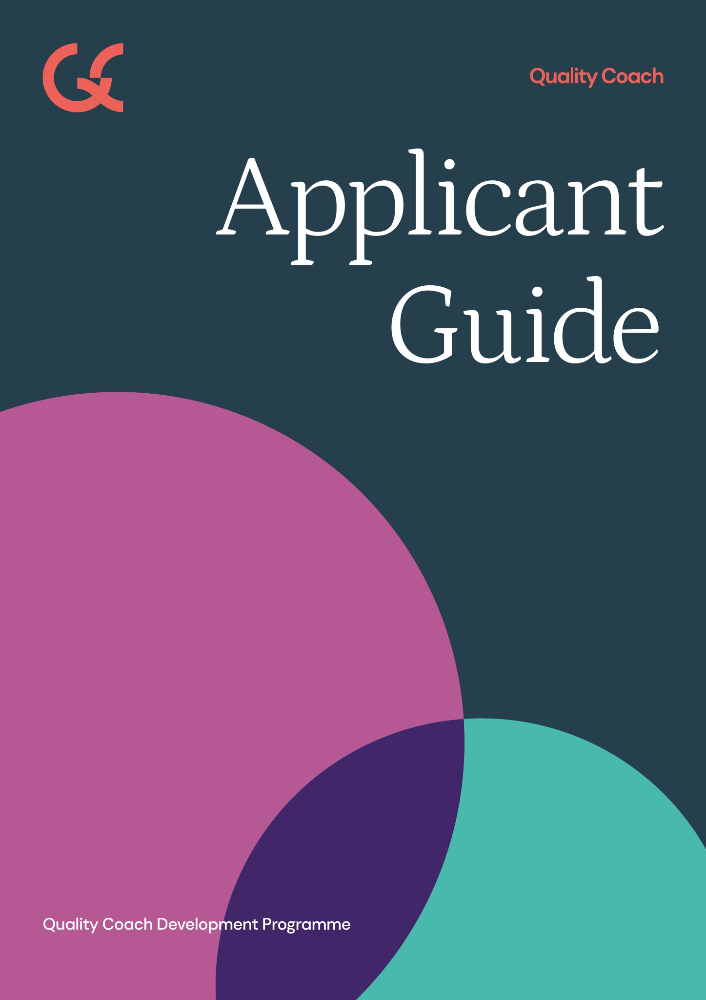 Quality Coach
Applicant
Guide
Quality Coach Development Programme